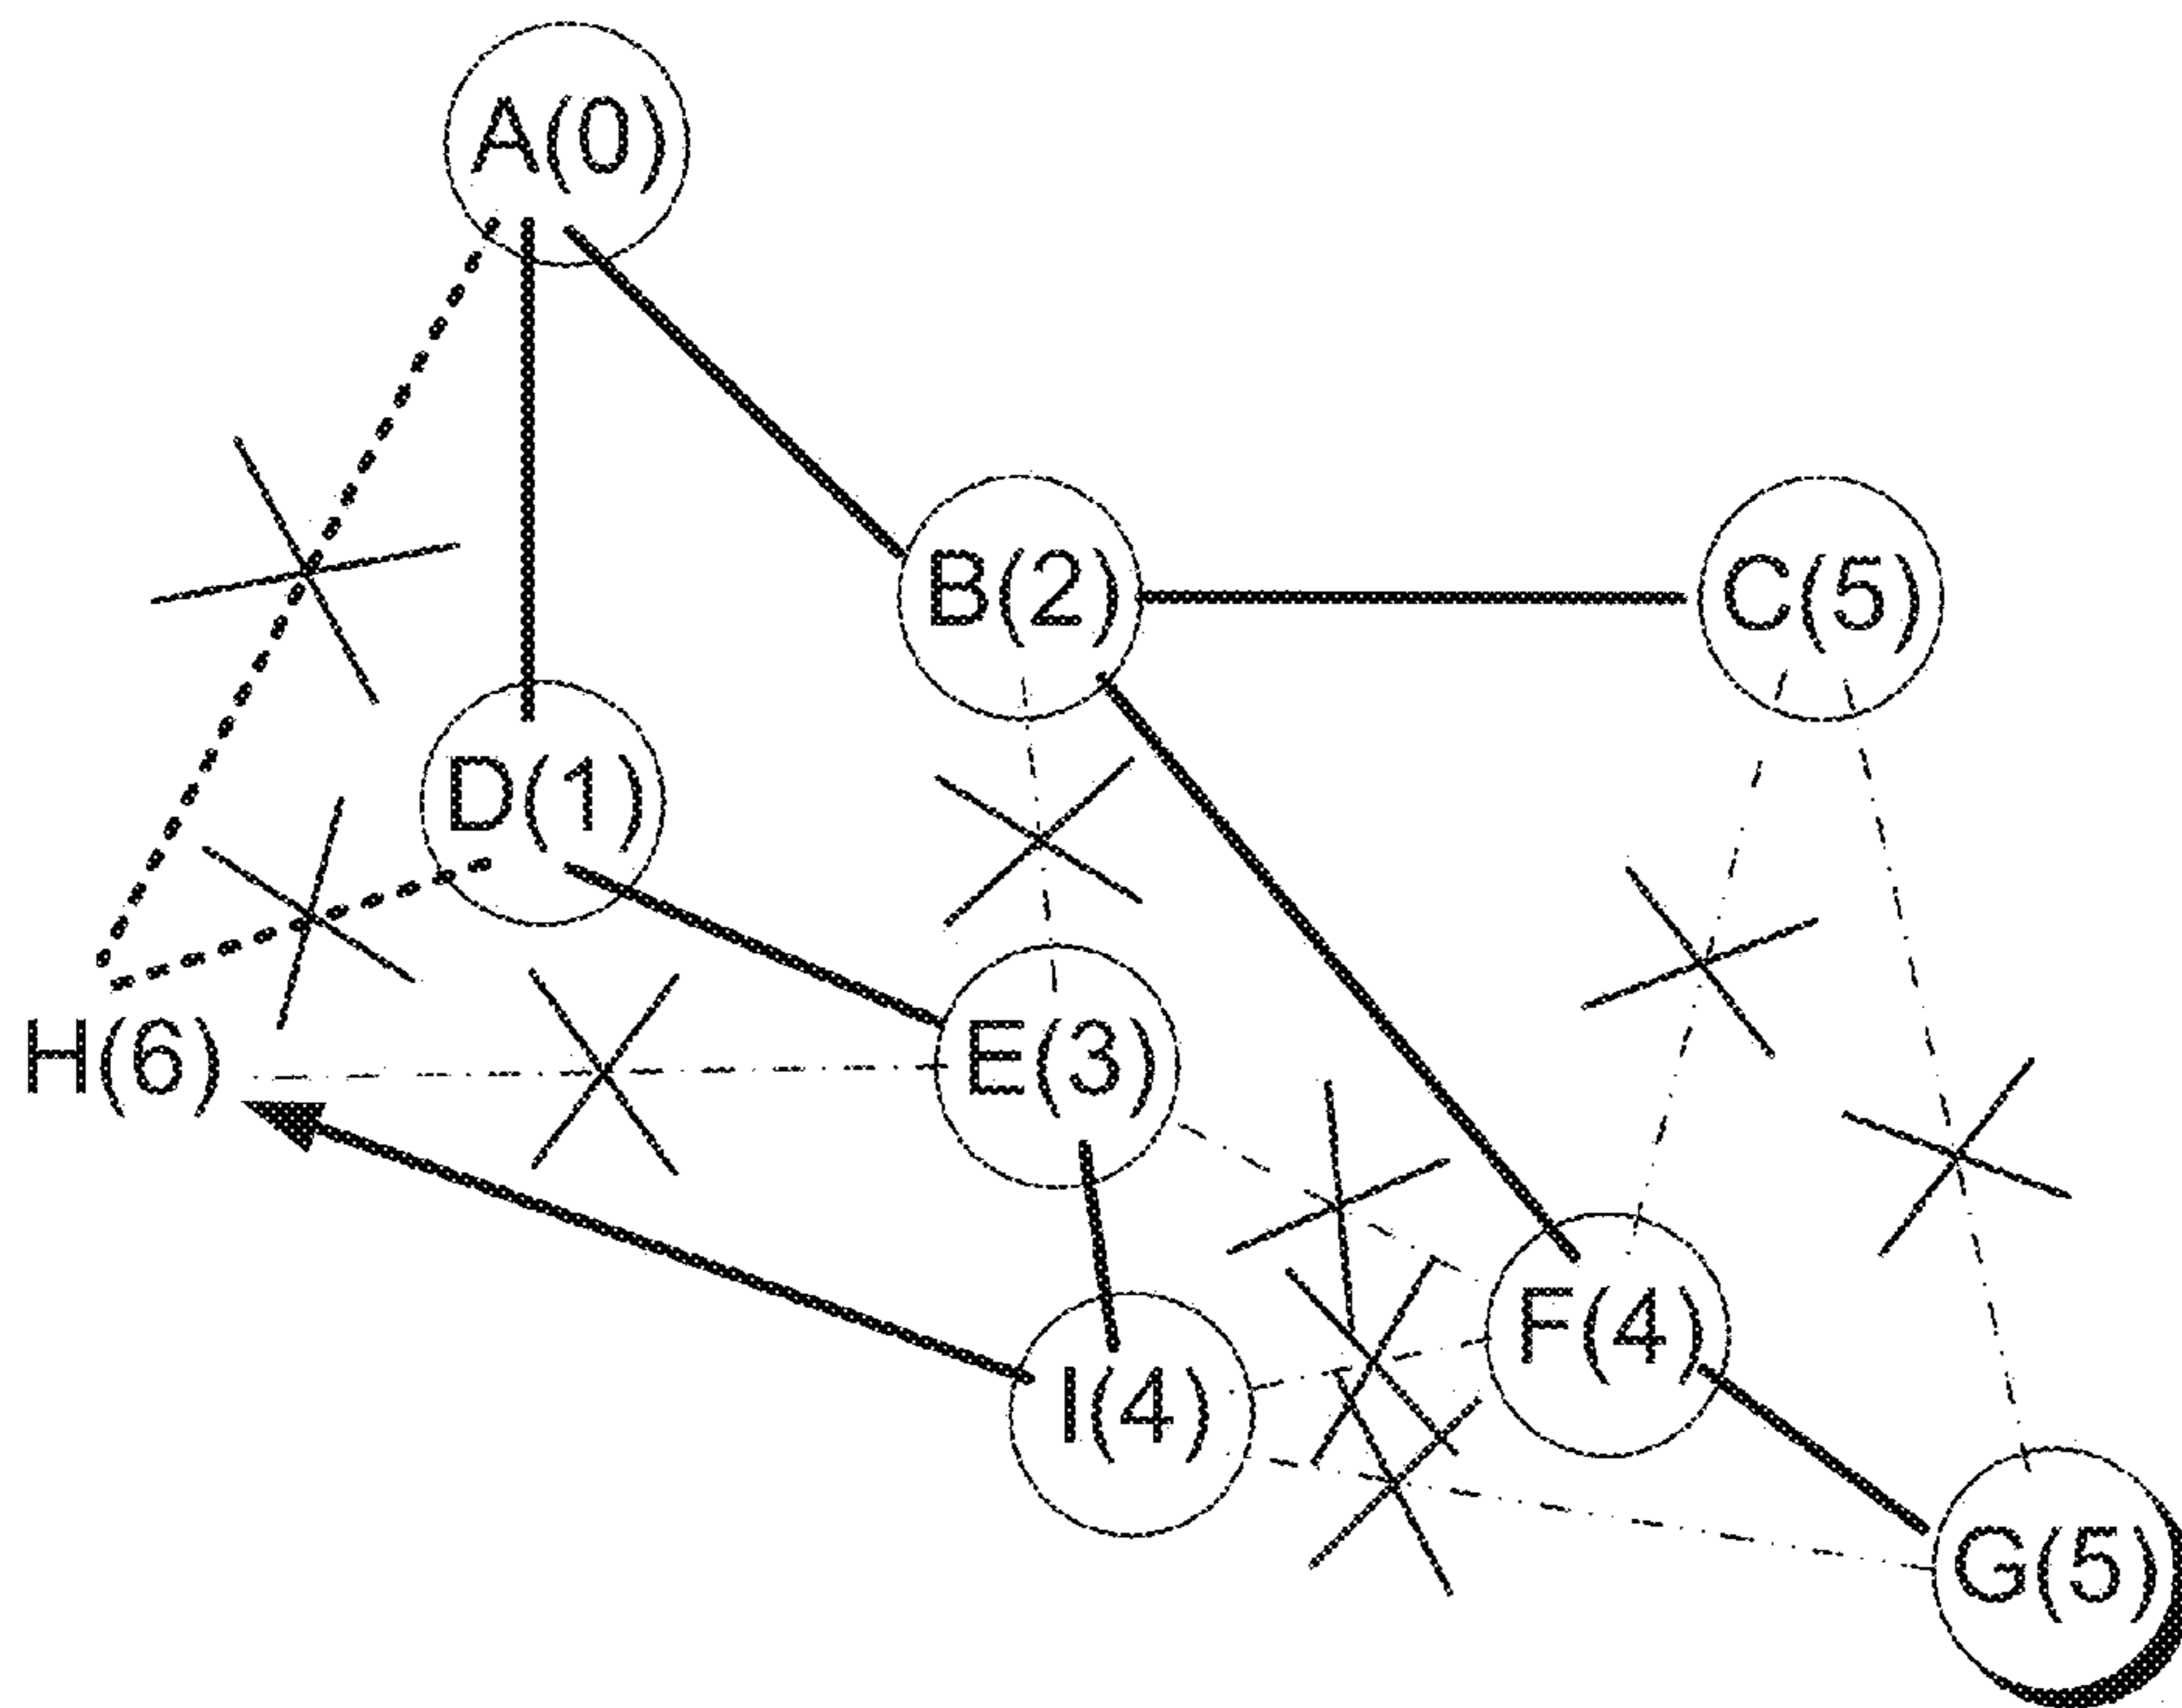 A(0)
B(2)
C(5)
D(1)
H(6)
E(3)
F(4)
I(4)
G(5)